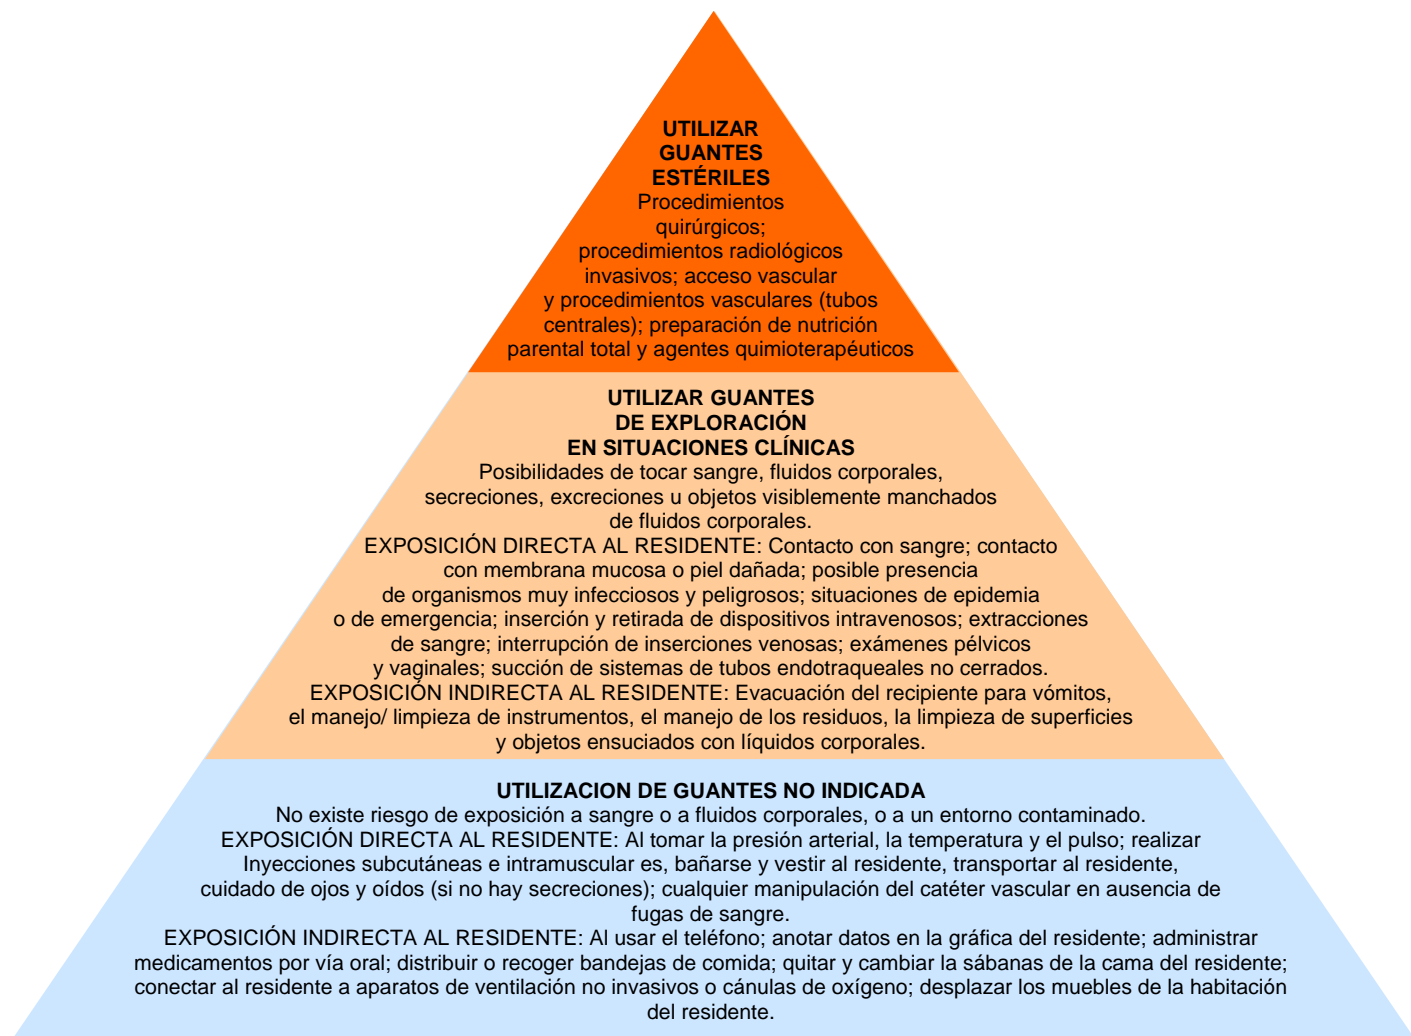 UTILIZAR
GUANTES
ESTÉRILES
Procedimientos
quirúrgicos;
procedimientos radiológicos
invasivos; acceso vascular
y procedimientos vasculares (tubos
centrales); preparación de nutrición
parental total y agentes quimioterapéuticos
UTILIZAR GUANTES
DE EXPLORACIÓN
EN SITUACIONES CLÍNICAS
Posibilidades de tocar sangre, fluidos corporales,
secreciones, excreciones u objetos visiblemente manchados
de fluidos corporales.
EXPOSICIÓN DIRECTA AL RESIDENTE: Contacto con sangre; contacto
con membrana mucosa o piel dañada; posible presencia
de organismos muy infecciosos y peligrosos; situaciones de epidemia
o de emergencia; inserción y retirada de dispositivos intravenosos; extracciones
de sangre; interrupción de inserciones venosas; exámenes pélvicos
y vaginales; succión de sistemas de tubos endotraqueales no cerrados.
EXPOSICIÓN INDIRECTA AL RESIDENTE: Evacuación del recipiente para vómitos,
el manejo/ limpieza de instrumentos, el manejo de los residuos, la limpieza de superficies
y objetos ensuciados con líquidos corporales.
UTILIZACION DE GUANTES NO INDICADA
No existe riesgo de exposición a sangre o a fluidos corporales, o a un entorno contaminado.
EXPOSICIÓN DIRECTA AL RESIDENTE: Al tomar la presión arterial, la temperatura y el pulso; realizar
Inyecciones subcutáneas e intramuscular es, bañarse y vestir al residente, transportar al residente,
cuidado de ojos y oídos (si no hay secreciones); cualquier manipulación del catéter vascular en ausencia de
fugas de sangre.
EXPOSICIÓN INDIRECTA AL RESIDENTE: Al usar el teléfono; anotar datos en la gráfica del residente; administrar
medicamentos por vía oral; distribuir o recoger bandejas de comida; quitar y cambiar la sábanas de la cama del residente;
conectar al residente a aparatos de ventilación no invasivos o cánulas de oxígeno; desplazar los muebles de la habitación
del residente.